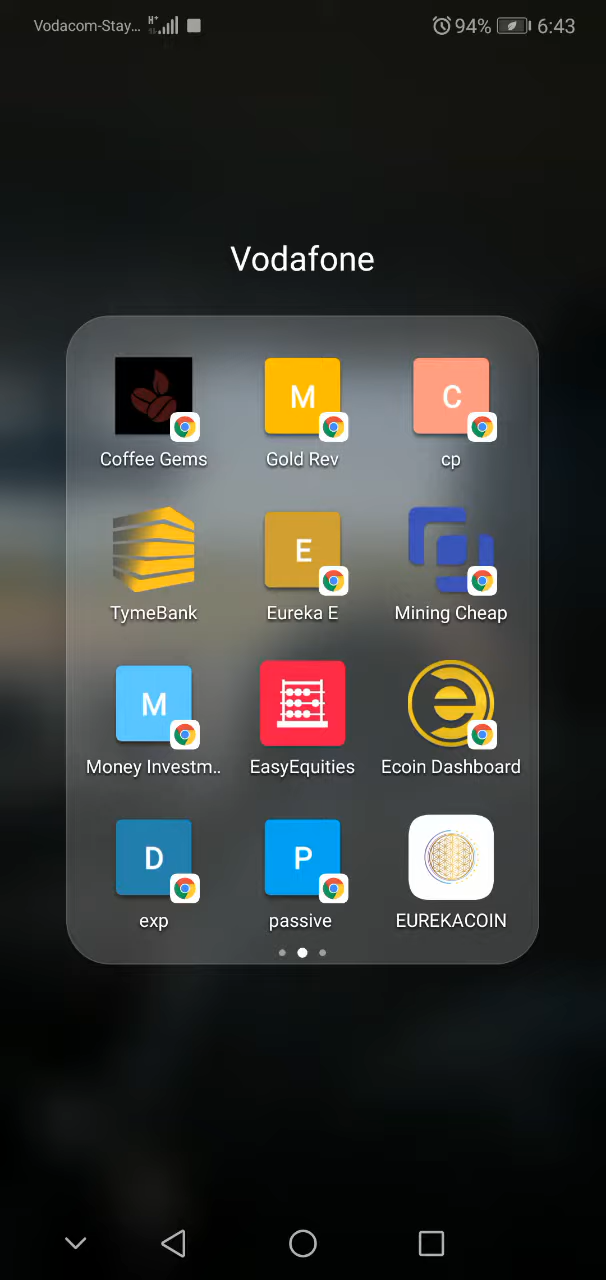 Vodacom-Stay... H+ 94% 6:43
Vodafone
M C
Coffee Gems Gold Rev cp
E
TymeBank Eureka E Mining Cheap
M e
Money Investm.. EasyEquities Ecoin Dashboard
D P
exp passive EUREKACOIN